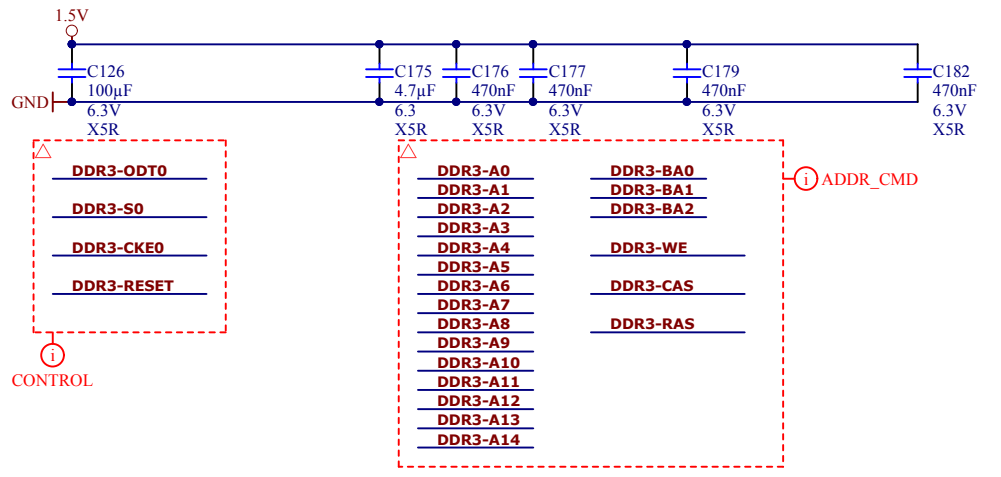 1.5V
GND
C126
100µF
6.3V
X5R
C175
4.7µF
6.3
X5R
C176
470nF
6.3V
X5R
C177
470nF
6.3V
X5R
C179
470nF
6.3V
X5R
C182
470nF
6.3V
X5R
DDR3-ODT0
DDR3-S0
DDR3-CKE0
DDR3-RESET
i
CONTROL
DDR3-A0
DDR3-A1
DDR3-A2
DDR3-A3
DDR3-A4
DDR3-A5
DDR3-A6
DDR3-A7
DDR3-A8
DDR3-A9
DDR3-A10
DDR3-A11
DDR3-A12
DDR3-A13
DDR3-A14
DDR3-BA0
DDR3-BA1
DDR3-BA2
DDR3-WE
DDR3-CAS
DDR3-RAS
i ADDR_CMD